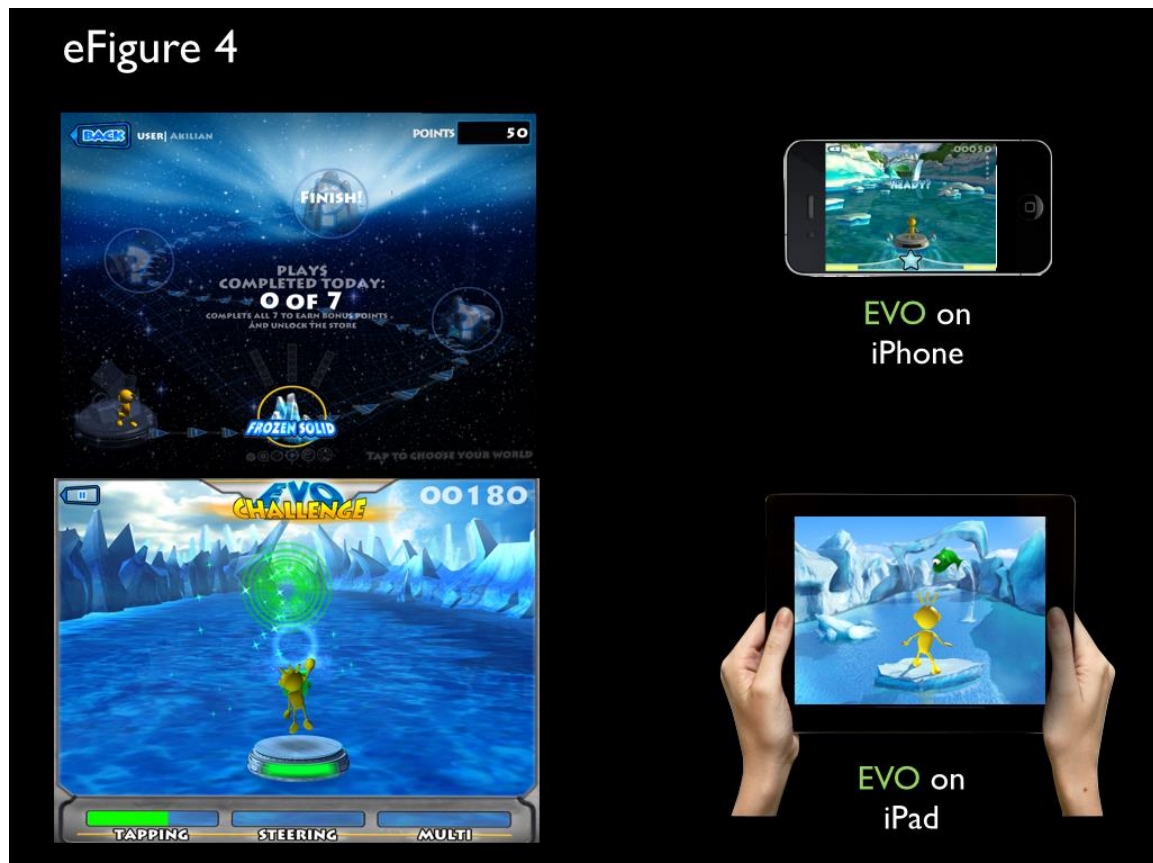 eFigure 4
BACK
USER| AKILIAN
POINTS
50
FINISH!
PLAYS
COMPLETED TODAY:
0 OF 7
COMPLETE ALL 7 TO EARN BONUS POINTS
AND UNLOCK THE STORE
FROZEN SOLID
TAP TO CHOOSE YOUR WORLD
EVO
CHALLENGE
00180
TAPPING
STEERING
MULTI
00050
READY?
EVO on
iPhone
EVO on
iPad